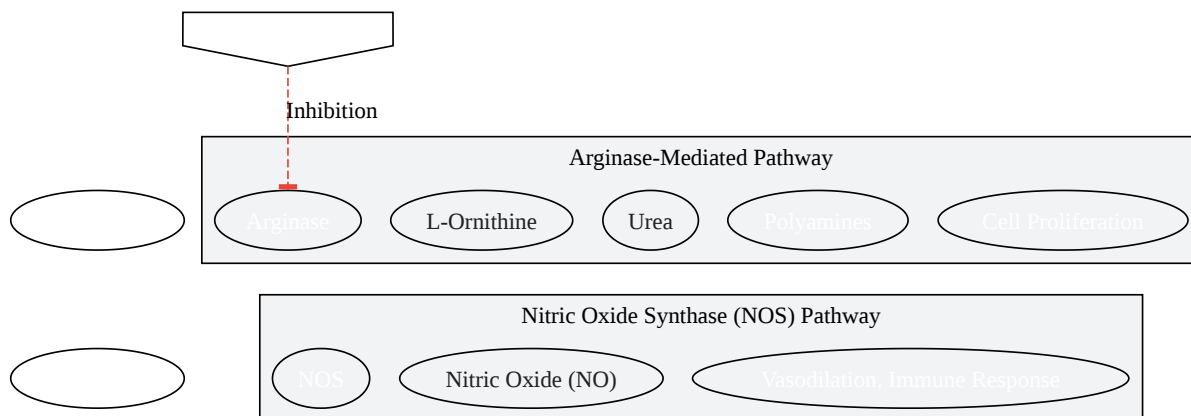 Inhibition
Arginase-Mediated Pathway
Arginase
L-Ornithine
Urea
Polyamines
Cell Proliferation
Nitric Oxide Synthase (NOS) Pathway
NOS
Nitric Oxide (NO)
Vasodilation, Immune Response